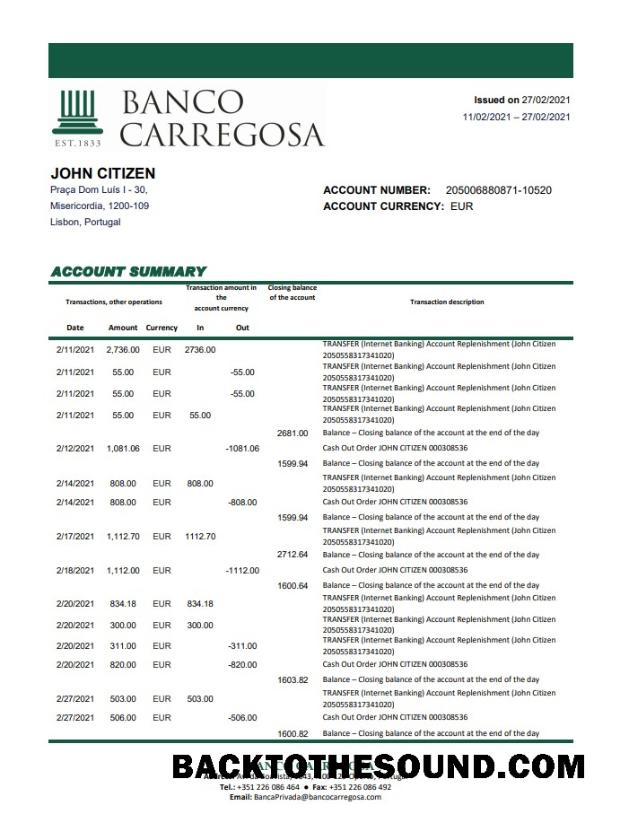 BANCO
CARREGOSA
EST.1833
Issued on 27/02/2021
11/02/2021 – 27/02/2021
JOHN CITIZEN
Praça Dom Luís I - 30,
Misericordia, 1200-109
Lisbon, Portugal
ACCOUNT NUMBER: 205006880871-10520
ACCOUNT CURRENCY: EUR
ACCOUNT SUMMARY
Transactions, other operations
Transaction amount in
the
account currency
Closing balance
of the account
Transaction description
Date Amount Currency In Out
2/11/2021 2,736.00 EUR 2736.00 TRANSFER (Internet Banking) Account Replenishment (John Citizen
2050558317341020)
2/11/2021 55.00 EUR -55.00 TRANSFER (Internet Banking) Account Replenishment (John Citizen
2050558317341020)
2/11/2021 55.00 EUR -55.00 TRANSFER (Internet Banking) Account Replenishment (John Citizen
2050558317341020)
2/11/2021 55.00 EUR 55.00 TRANSFER (Internet Banking) Account Replenishment (John Citizen
2050558317341020)
2681.00 Balance – Closing balance of the account at the end of the day
2/12/2021 1,081.06 EUR -1081.06 Cash Out Order JOHN CITIZEN 000308536
1599.94 Balance – Closing balance of the account at the end of the day
2/14/2021 808.00 EUR 808.00 TRANSFER (Internet Banking) Account Replenishment (John Citizen
2050558317341020)
2/14/2021 808.00 EUR -808.00 Cash Out Order JOHN CITIZEN 000308536
1599.94 Balance – Closing balance of the account at the end of the day
2/17/2021 1,112.70 EUR 1112.70 TRANSFER (Internet Banking) Account Replenishment (John Citizen
2050558317341020)
2712.64 Balance – Closing balance of the account at the end of the day
2/18/2021 1,112.00 EUR -1112.00 Cash Out Order JOHN CITIZEN 000308536
1600.64 Balance – Closing balance of the account at the end of the day
2/20/2021 834.18 EUR 834.18 TRANSFER (Internet Banking) Account Replenishment (John Citizen
2050558317341020)
2/20/2021 300.00 EUR 300.00 TRANSFER (Internet Banking) Account Replenishment (John Citizen
2050558317341020)
2/20/2021 311.00 EUR -311.00 TRANSFER (Internet Banking) Account Replenishment (John Citizen
2050558317341020)
2/20/2021 820.00 EUR -820.00 Cash Out Order JOHN CITIZEN 000308536
1603.82 Balance – Closing balance of the account at the end of the day
2/27/2021 503.00 EUR 503.00 TRANSFER (Internet Banking) Account Replenishment (John Citizen
2050558317341020)
2/27/2021 506.00 EUR -506.00 Cash Out Order JOHN CITIZEN 000308536
1600.82 Balance – Closing balance of the account at the end of the day
BACKTOTHESOUND.COM
Tel.: +351 226 086 464 ● Fax: +351 226 086 492
Email: BancaPrivada@bancocarregosa.com